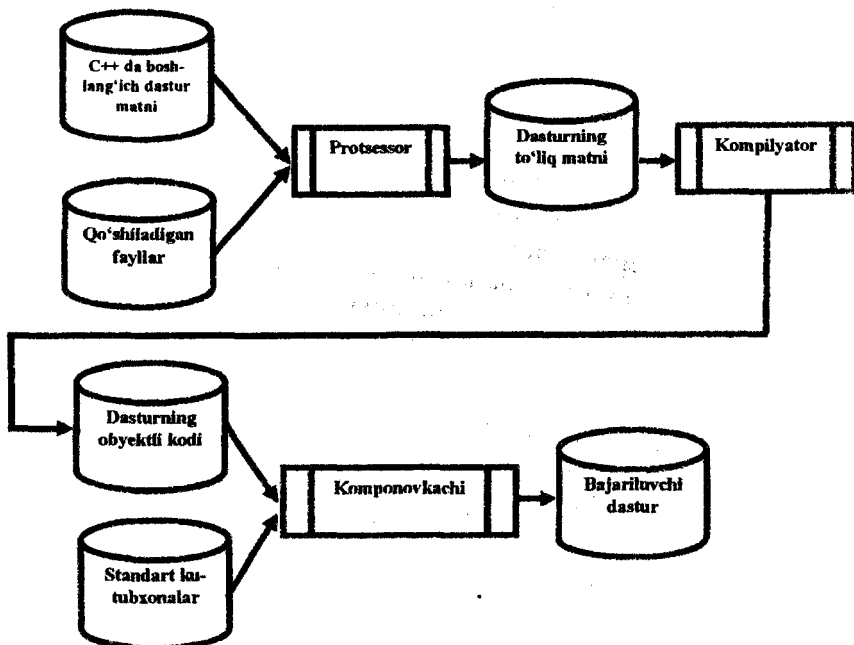 C++ da bosh-
lang‘ich dastur
matni
Protsessor
Dasturning
to‘liq matni
Kompilyator
Qo‘shiladigan
fayllar
Dasturning
obyektli kodi
Komponovkachi
Bajariluvchi
dastur
Standart ku-
tubxonalar